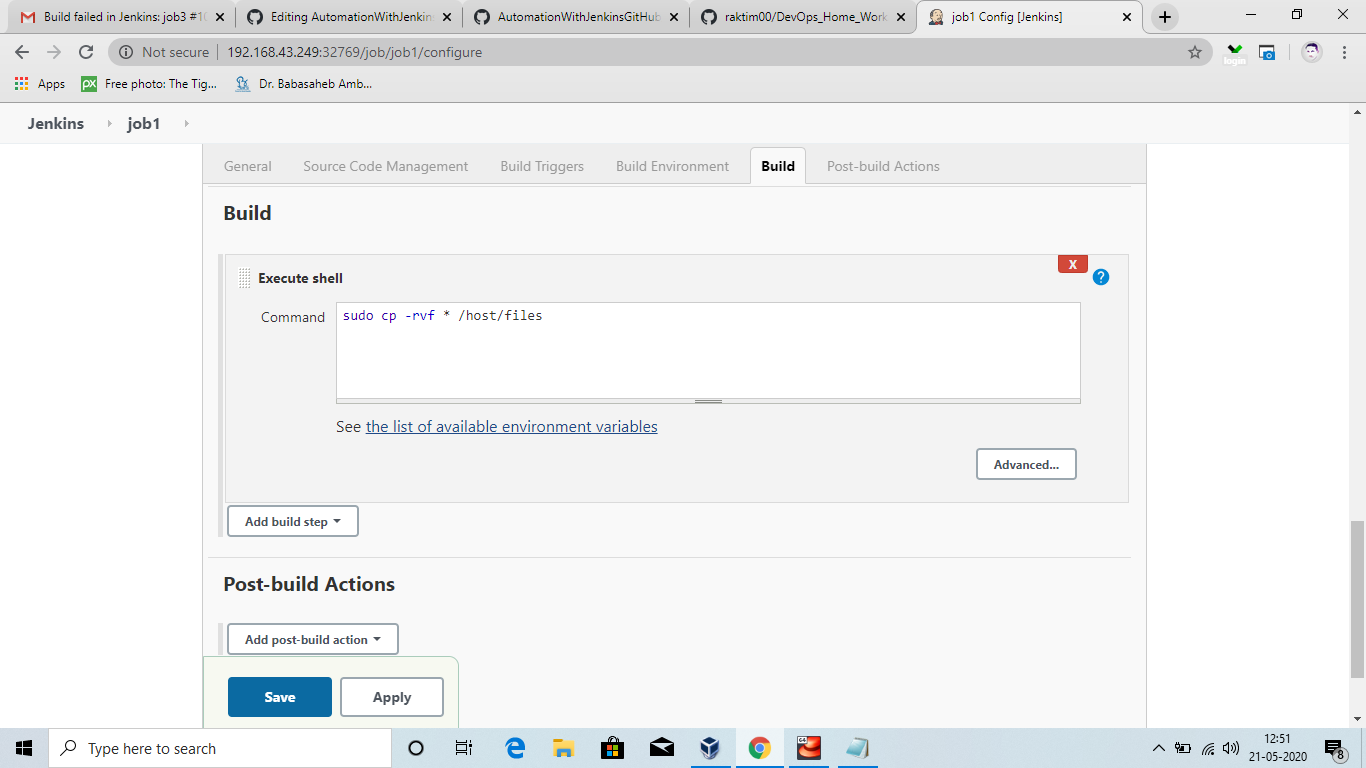 Build failed in Jenkins: job3 #10
Editing AutomationWithJenkin
AutomationWithJenkinsGitHub
raktim00/DevOps_Home_Work
job1 Config [Jenkins]
Not secure
192.168.43.249:32769/job/job1/configure
login
Apps
px
Free photo: The Tig...
Dr. Babasaheb Amb...
Jenkins
job1
General
Source Code Management
Build Triggers
Build Environment
Build
Post-build Actions
Build
X
Execute shell
?
Command
sudo cp -rvf * /host/files
See the list of available environment variables
Advanced...
Add build step
Post-build Actions
Add post-build action
Save
Apply
Type here to search
64
12:51
21-05-2020
8